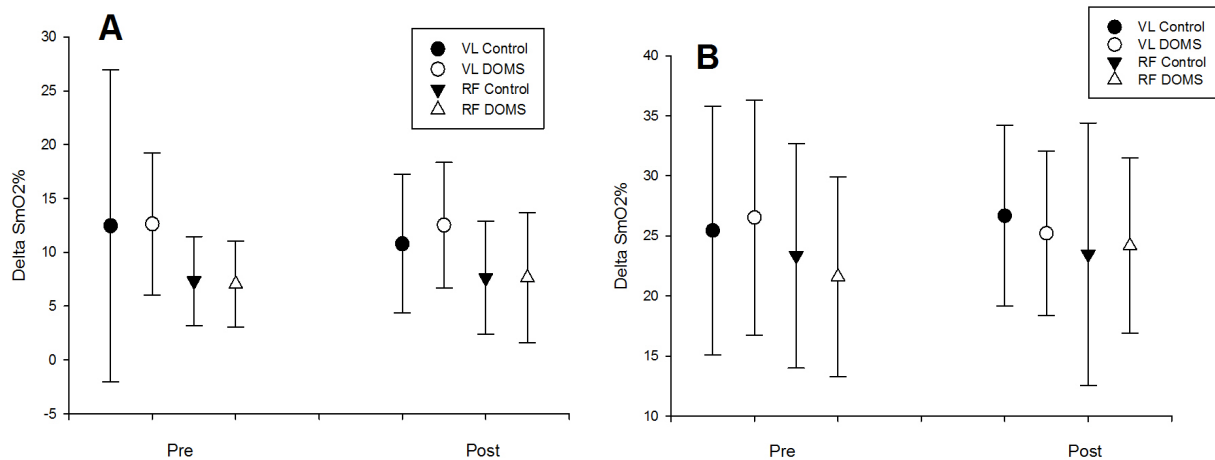 A
VL Control
VL DOMS
RF Control
RF DOMS
Delta SmO2%
30
25
20
15
10
5
0
-5
Pre
Post
B
VL Control
VL DOMS
RF Control
RF DOMS
Delta SmO2%
40
35
30
25
20
15
10
Pre
Post